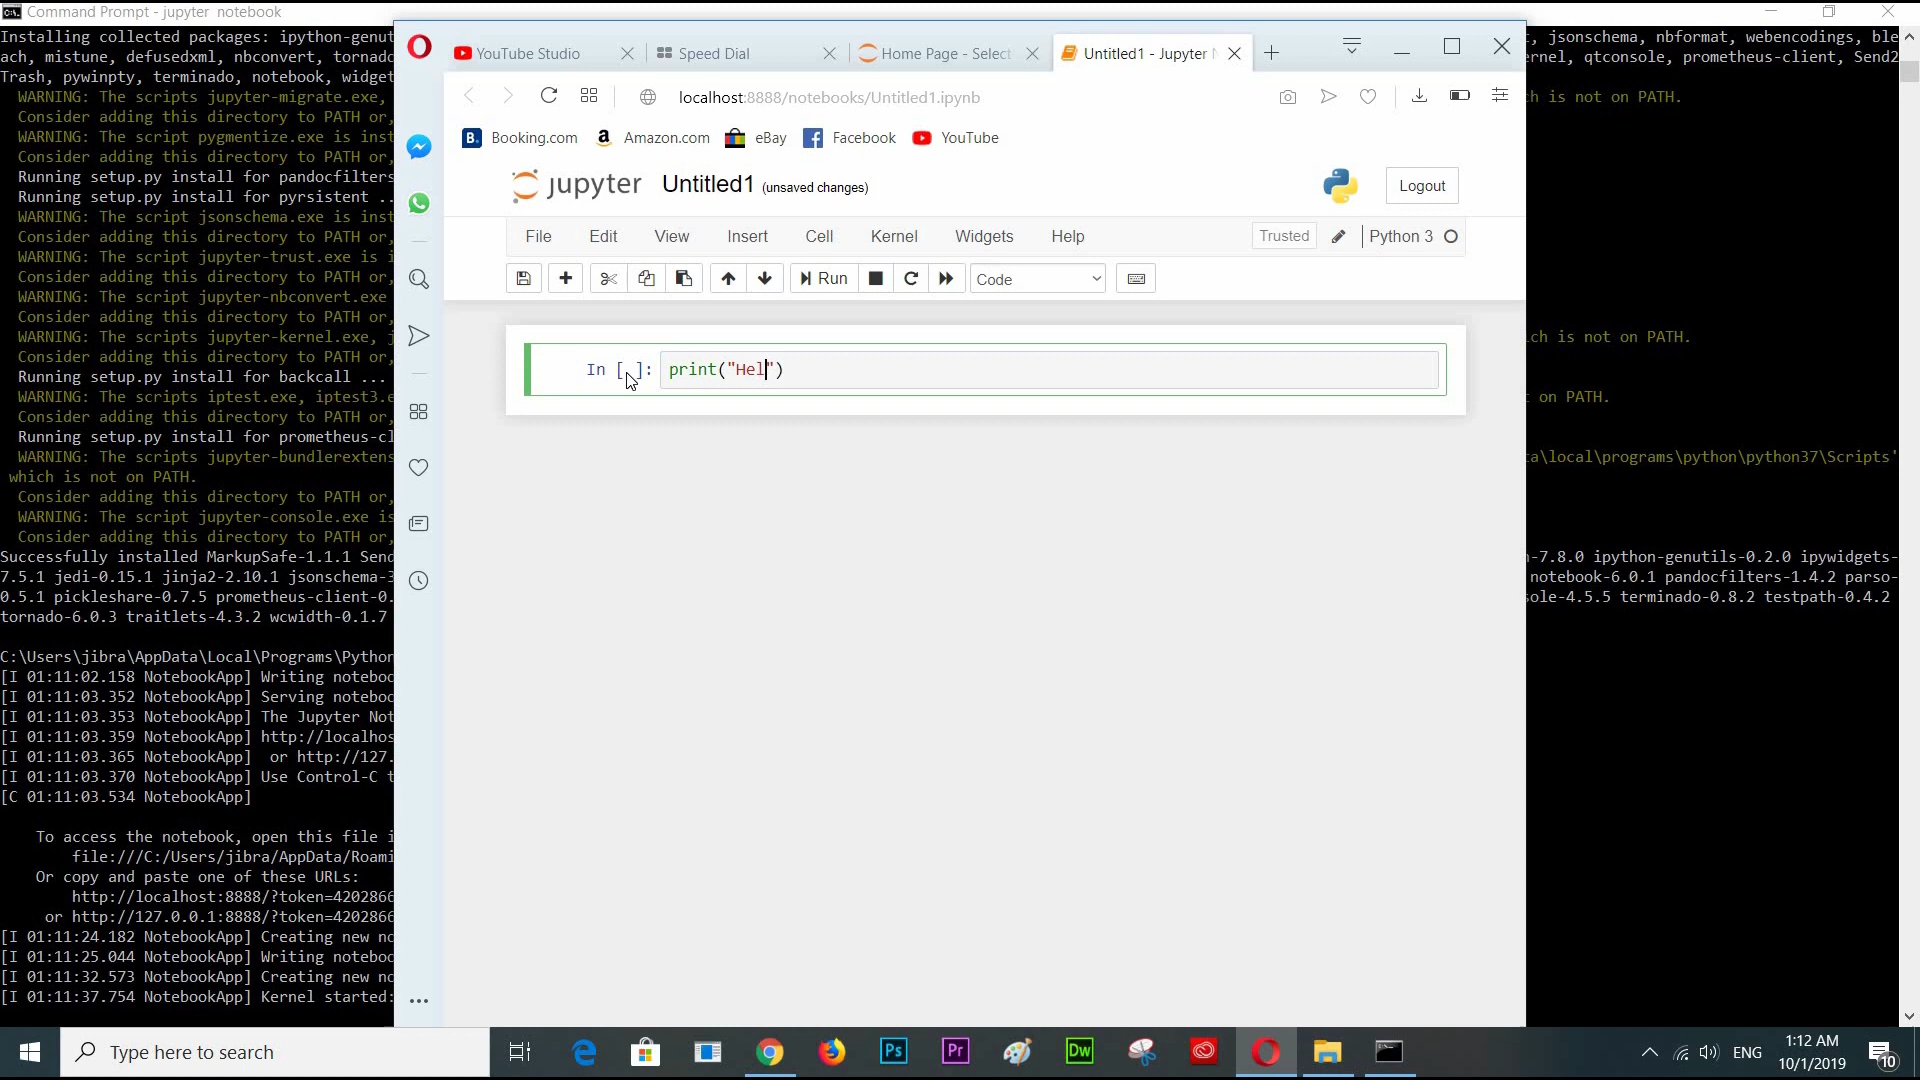 Command Prompt - jupyter  notebook
Installing collected packages: ipython-genut
ach, mistune, defusedxml, nbconvert, tornado
Trash, pywinpty, terminado, notebook, widget
WARNING: The scripts jupyter-migrate.exe,
Consider adding this directory to PATH or,
WARNING: The script pygmentize.exe is inst
Consider adding this directory to PATH or,
Running setup.py install for pandocfilters
Running setup.py install for pyrsistent ..
WARNING: The script jsonschema.exe is inst
Consider adding this directory to PATH or,
WARNING: The script jupyter-trust.exe is i
Consider adding this directory to PATH or,
WARNING: The script jupyter-nbconvert.exe
Consider adding this directory to PATH or,
WARNING: The scripts jupyter-kernel.exe, j
Consider adding this directory to PATH or,
Running setup.py install for backcall ...
WARNING: The scripts iptest.exe, iptest3.e
Consider adding this directory to PATH or,
Running setup.py install for prometheus-cl
WARNING: The scripts jupyter-bundlerextens
which is not on PATH.
Consider adding this directory to PATH or,
WARNING: The script jupyter-console.exe is
Consider adding this directory to PATH or,
Successfully installed MarkupSafe-1.1.1 Send
7.5.1 jedi-0.15.1 jinja2-2.10.1 jsonschema-3
0.5.1 pickleshare-0.7.5 prometheus-client-0.
tornado-6.0.3 traitlets-4.3.2 wcwidth-0.1.7
C:\Users\jibra\AppData\Local\Programs\Python
[I 01:11:02.158 NotebookApp] Writing noteboo
[I 01:11:03.352 NotebookApp] Serving noteboo
[I 01:11:03.353 NotebookApp] The Jupyter Not
[I 01:11:03.359 NotebookApp] http://localhos
[I 01:11:03.365 NotebookApp]  or http://127.
[I 01:11:03.370 NotebookApp] Use Control-C t
[C 01:11:03.534 NotebookApp]
To access the notebook, open this file i
file:///C:/Users/jibra/AppData/Roami
Or copy and paste one of these URLs:
http://localhost:8888/?token=4202866
or http://127.0.0.1:8888/?token=4202866
[I 01:11:24.182 NotebookApp] Creating new no
[I 01:11:25.044 NotebookApp] Writing noteboo
[I 01:11:32.573 NotebookApp] Creating new no
[I 01:11:37.754 NotebookApp] Kernel started:
YouTube Studio
Speed Dial
Home Page - Select
Untitled1 - Jupyter N
localhost:8888/notebooks/Untitled1.ipynb
Booking.com
Amazon.com
eBay
Facebook
YouTube
jupyter Untitled1 (unsaved changes)
Logout
File Edit View Insert Cell Kernel Widgets Help
Trusted
Python 3
Run
Code
In [ ]: print("Hel")
t, jsonschema, nbformat, webencodings, ble
ernel, qtconsole, prometheus-client, Send2
ch is not on PATH.
ich is not on PATH.
t on PATH.
ta\local\programs\python\python37\Scripts'
n-7.8.0 ipython-genutils-0.2.0 ipywidgets-
notebook-6.0.1 pandocfilters-1.4.2 parso-
ole-4.5.5 terminado-0.8.2 testpath-0.4.2
Type here to search
Ps
Pr
Dw
ENG
1:12 AM
10/1/2019
10